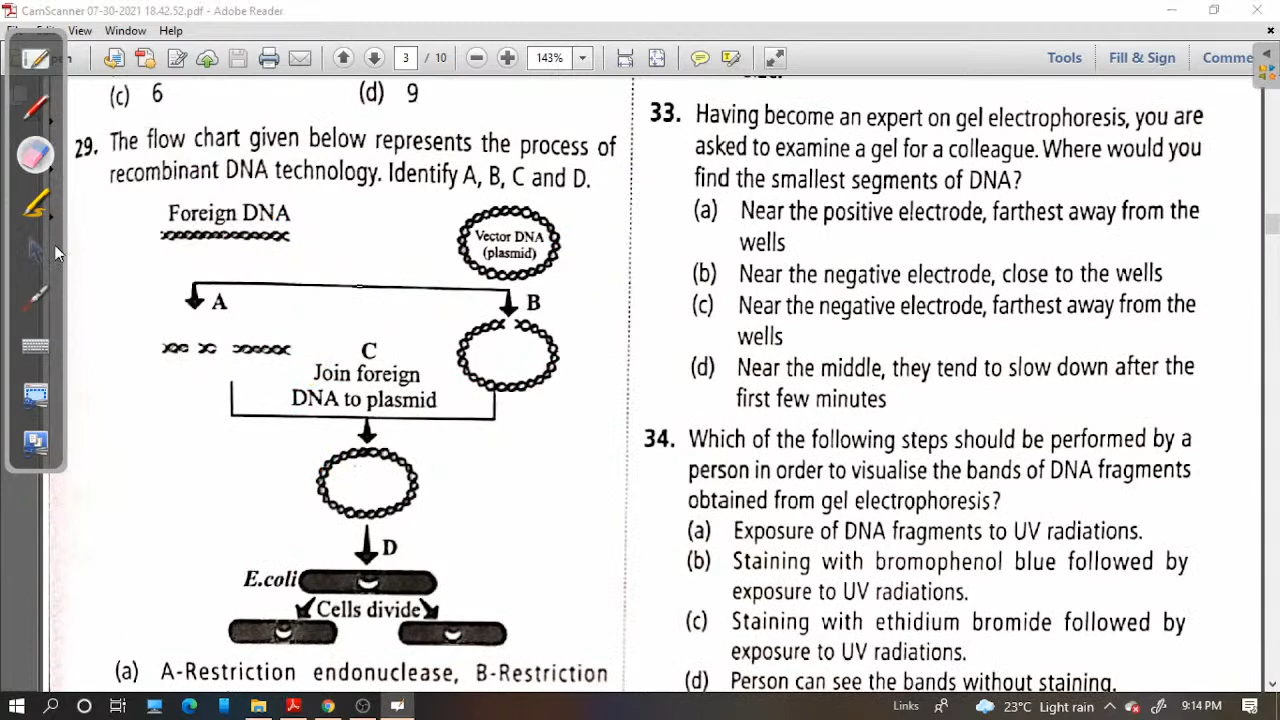 CamScanner 07-30-2021 18.42.52.pdf - Adobe Reader
View Window Help
3 / 10 143% Tools Fill & Sign Comme
(c) 6 (d) 9
29. The flow chart given below represents the process of
recombinant DNA technology. Identify A, B, C and D.
Foreign DNA
Vector DNA
(plasmid)
A
B
C
Join foreign
DNA to plasmid
D
E.coli
Cells divide
(a) A-Restriction endonuclease, B-Restriction
33. Having become an expert on gel electrophoresis, you are
asked to examine a gel for a colleague. Where would you
find the smallest segments of DNA?
(a) Near the positive electrode, farthest away from the
wells
(b) Near the negative electrode, close to the wells
(c) Near the negative electrode, farthest away from the
wells
(d) Near the middle, they tend to slow down after the
first few minutes
34. Which of the following steps should be performed by a
person in order to visualise the bands of DNA fragments
obtained from gel electrophoresis?
(a) Exposure of DNA fragments to UV radiations.
(b) Staining with bromophenol blue followed by
exposure to UV radiations.
(c) Staining with ethidium bromide followed by
exposure to UV radiations.
(d) Person can see the bands without staining.
Links 23°C Light rain 9:14 PM